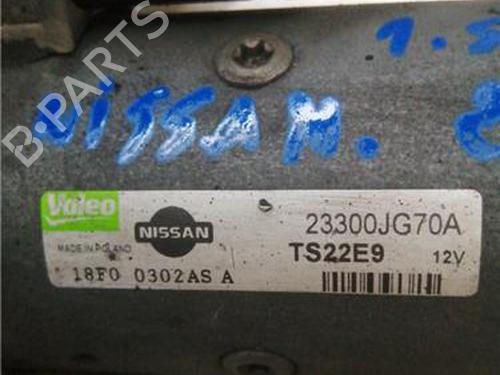 B-PARTS
NISSAN.
Valeo
MADE IN POLAND
NISSAN
23300JG70A
TS22E9
12V
18F0 0302AS A